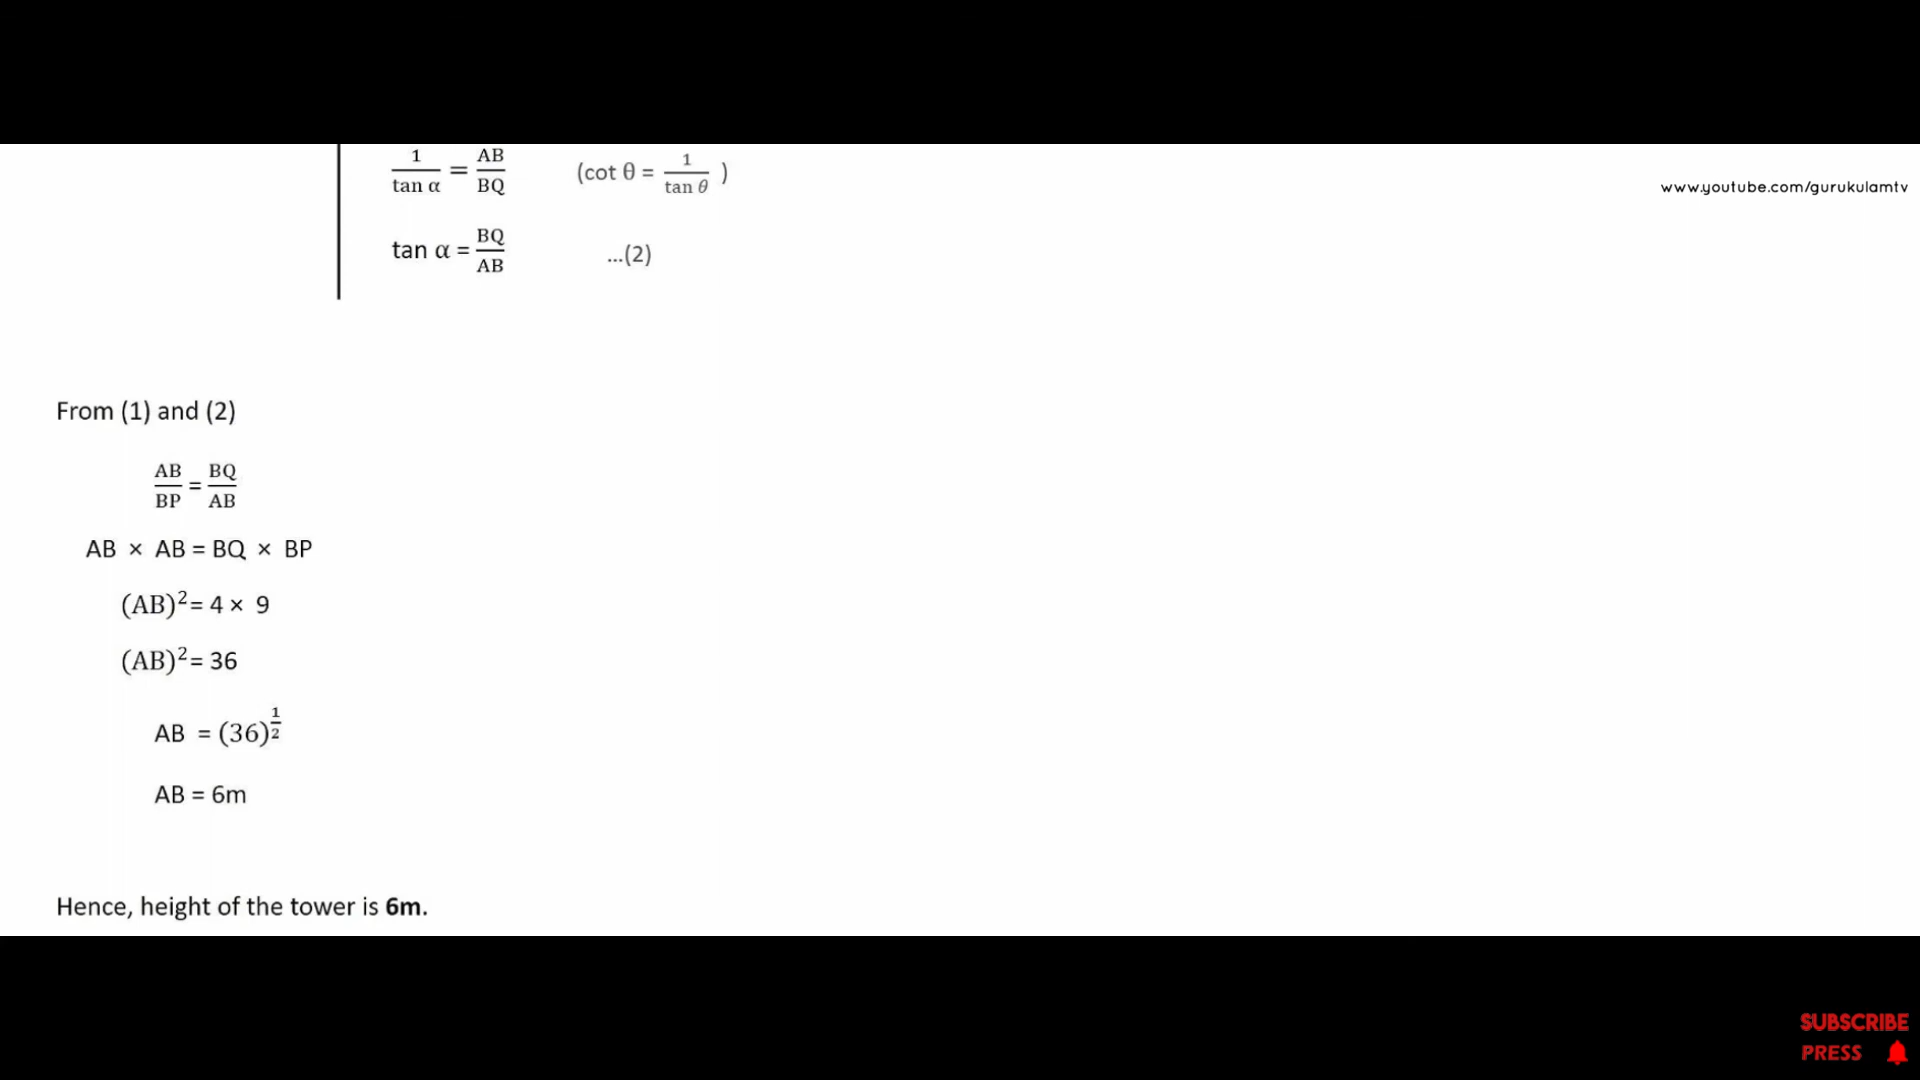 1/tan α = AB/BQ (cot θ = 1/tan θ )
www.youtube.com/gurukulamtv
tan α = BQ/AB ...(2)
From (1) and (2)
AB/BP = BQ/AB
AB × AB = BQ × BP
(AB)²= 4 × 9
(AB)²= 36
AB = (36)^1/2
AB = 6m
Hence, height of the tower is 6m.
SUBSCRIBE
PRESS